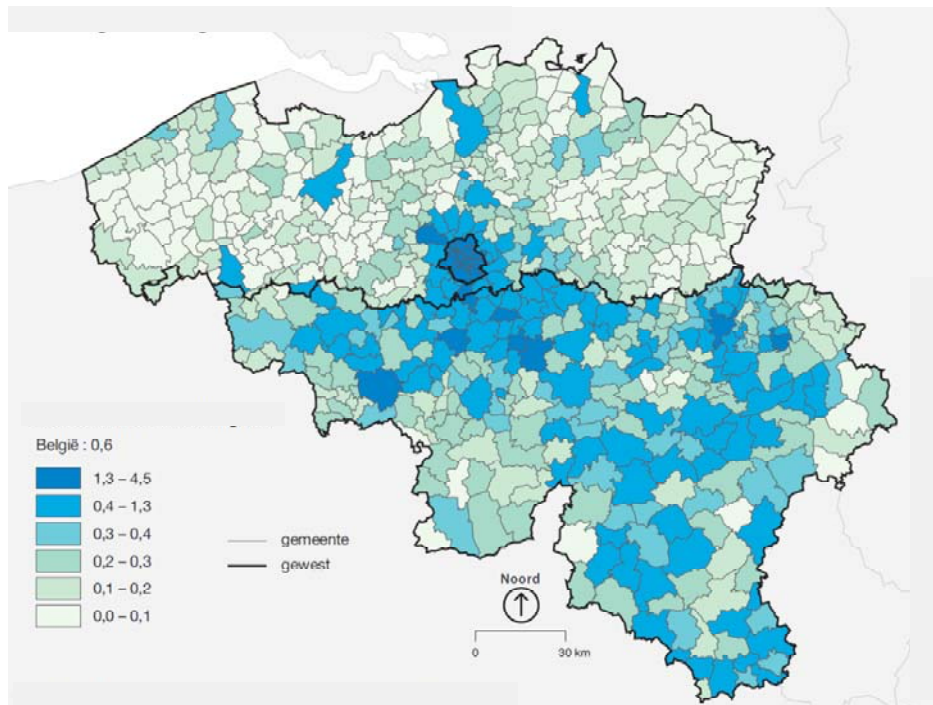 België : 0,6
1,3 – 4,5
0,4 – 1,3
0,3 – 0,4
0,2 – 0,3
0,1 – 0,2
0,0 – 0,1
gemeente
gewest
Noord
0 30 km